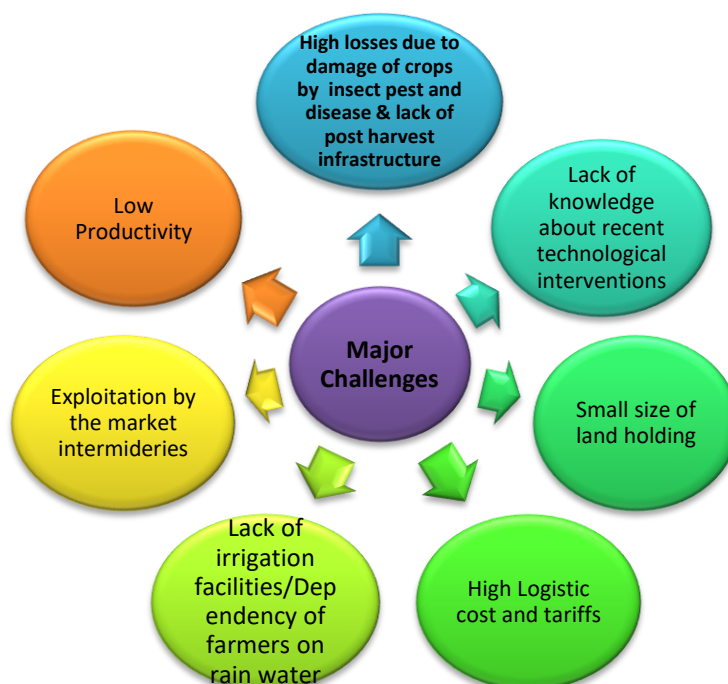 High losses due to
damage of crops
by insect pest and
disease & lack of
post harvest
infrastructure
Lack of
knowledge
about recent
technological
interventions
Low
Productivity
Major
Challenges
Exploitation by
the market
intermideries
Small size of
land holding
Lack of
irrigation
facilities/Dep
endency of
farmers on
rain water
High Logistic
cost and tariffs